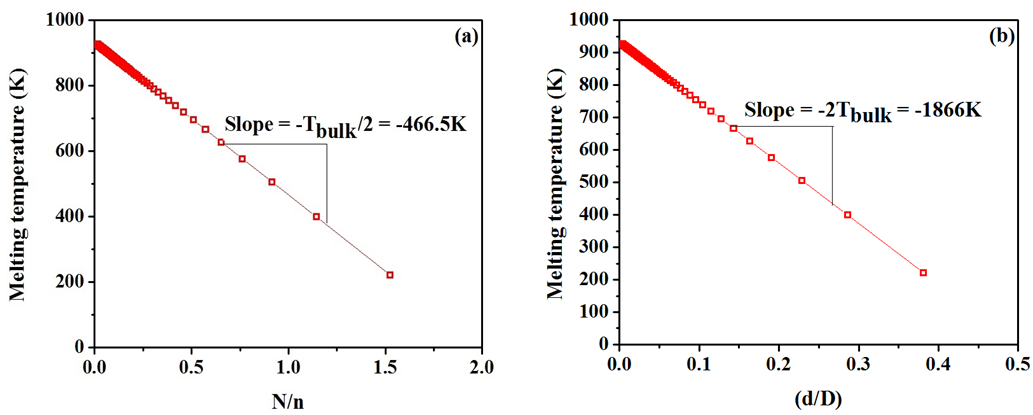 (a)
1000
800
600
400
200
0
Melting temperature (K)
Slope = -Tbulk/2 = -466.5K
0.0 0.5 1.0 1.5 2.0
N/n
(b)
1000
900
800
700
600
500
400
300
200
100
0
Melting temperature (K)
Slope = -2Tbulk = -1866K
0.0 0.1 0.2 0.3 0.4 0.5
(d/D)